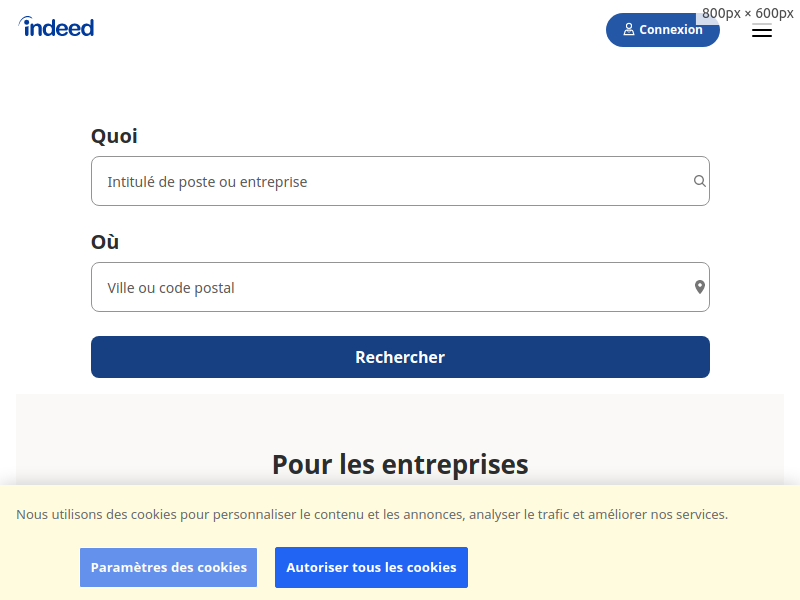 indeed
Connexion
800px × 600px
Quoi
Intitulé de poste ou entreprise
Où
Ville ou code postal
Rechercher
Pour les entreprises
Nous utilisons des cookies pour personnaliser le contenu et les annonces, analyser le trafic et améliorer nos services.
Paramètres des cookies
Autoriser tous les cookies